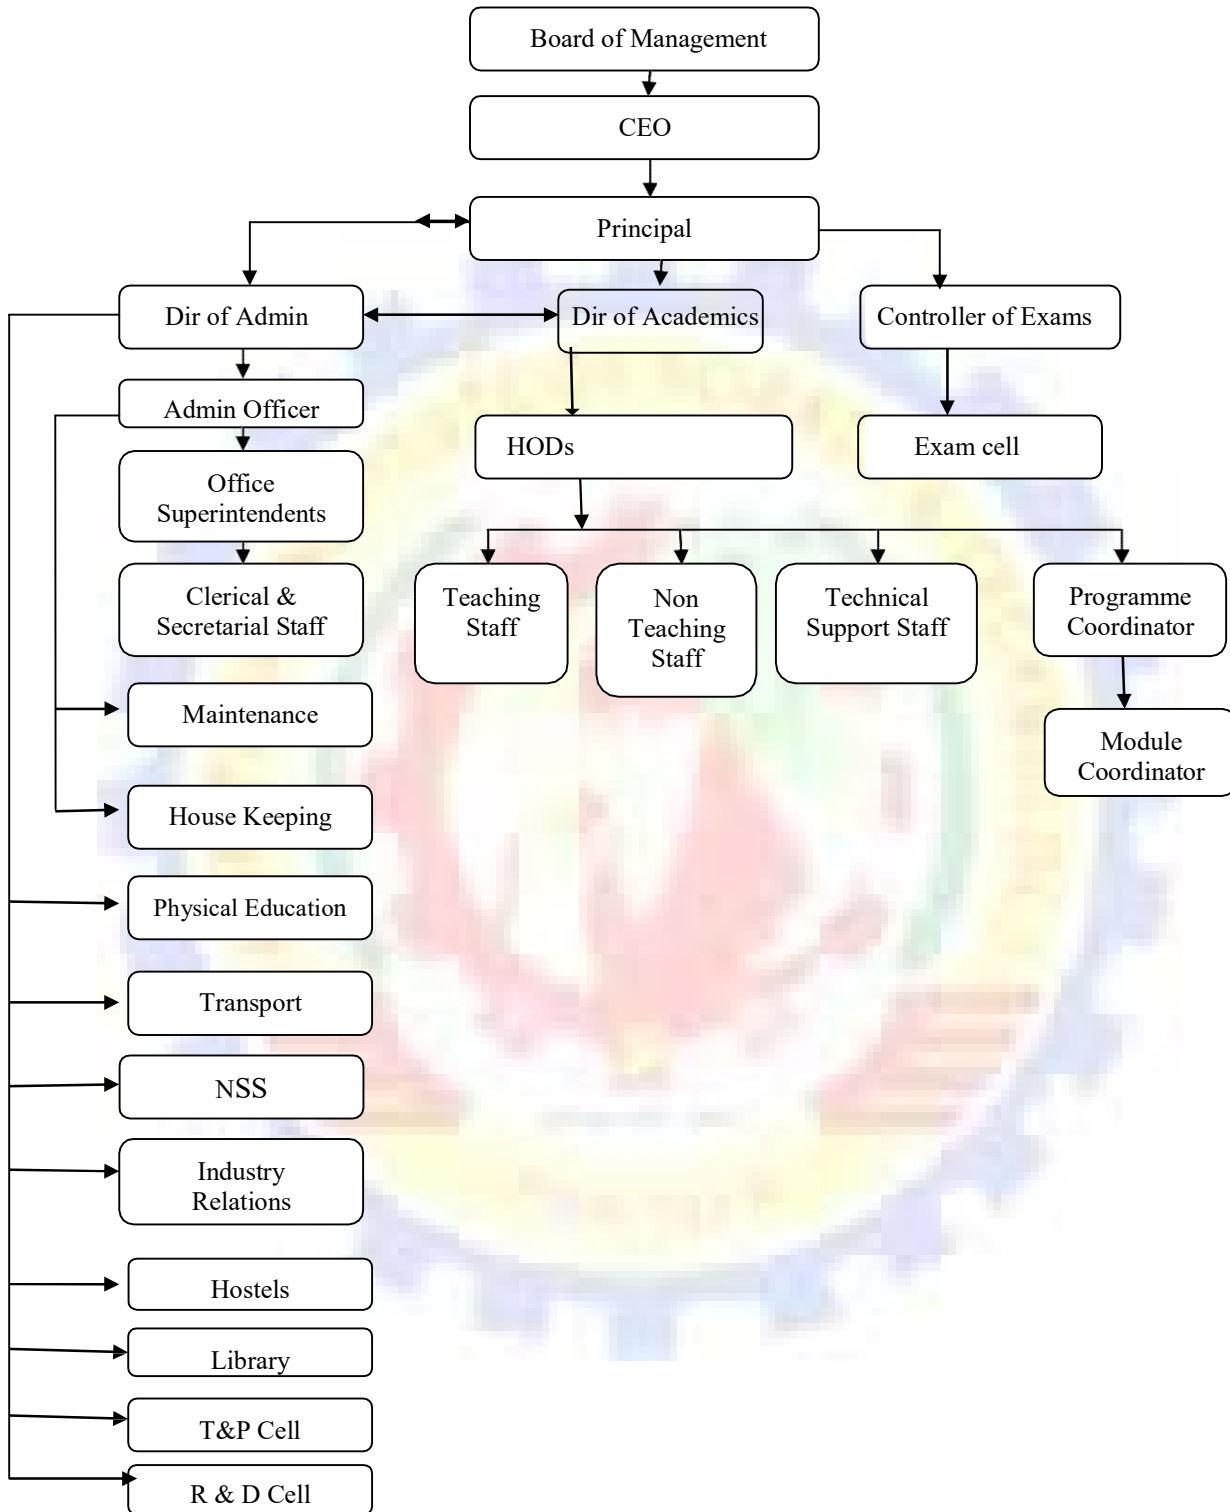 Board of Management
CEO
Principal
Dir of Admin
Dir of Academics
Controller of Exams
Admin Officer
HODs
Exam cell
Office
Superintendents
Clerical &
Secretarial Staff
Teaching
Staff
Non
Teaching
Staff
Technical
Support Staff
Programme
Coordinator
Module
Coordinator
Maintenance
House Keeping
Physical Education
Transport
NSS
Industry
Relations
Hostels
Library
T&P Cell
R & D Cell